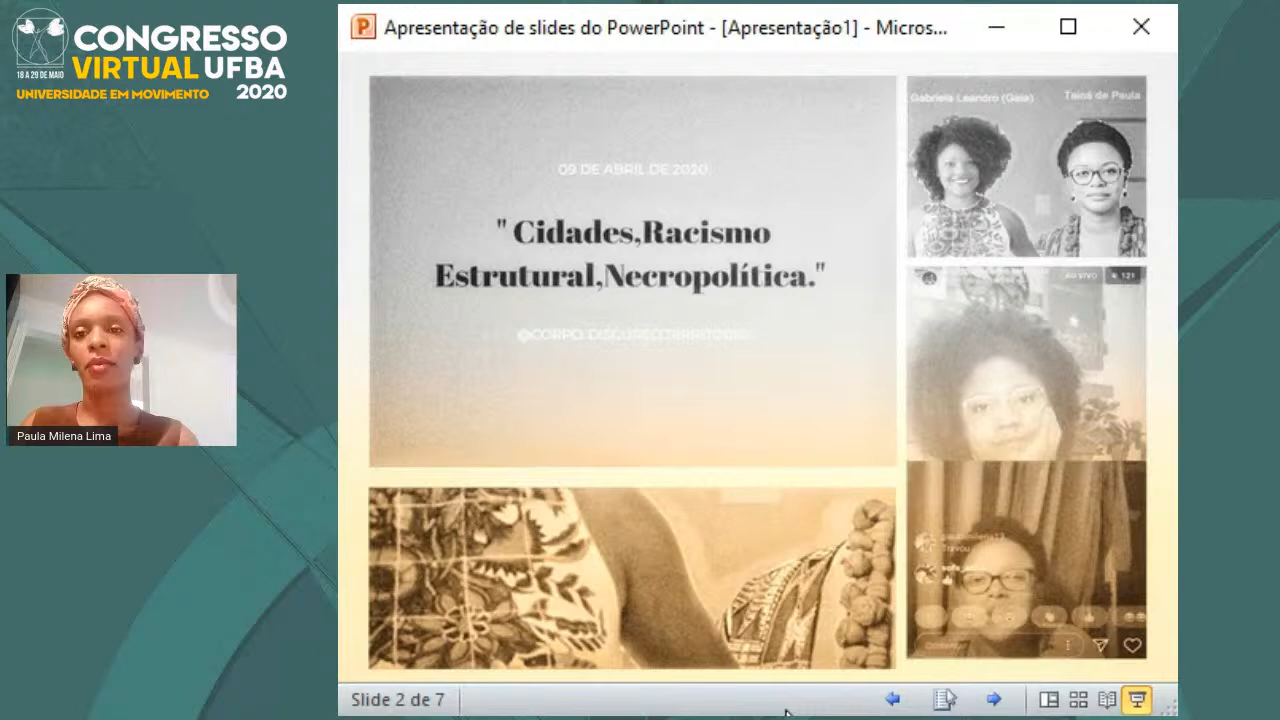 CONGRESSO
VIRTUAL UFBA
18 A 29 DE MAIO
UNIVERSIDADE EM MOVIMENTO 2020
Apresentação de slides do PowerPoint - [Apresentação1] - Micros...
09 DE ABRIL DE 2020
" Cidades,Racismo
Estrutural,Necropolítica."
Gabriela Leandro (Gaia) Tainá de Paula
AO VIVO 121
Travou
Paula Milena Lima
Slide 2 de 7